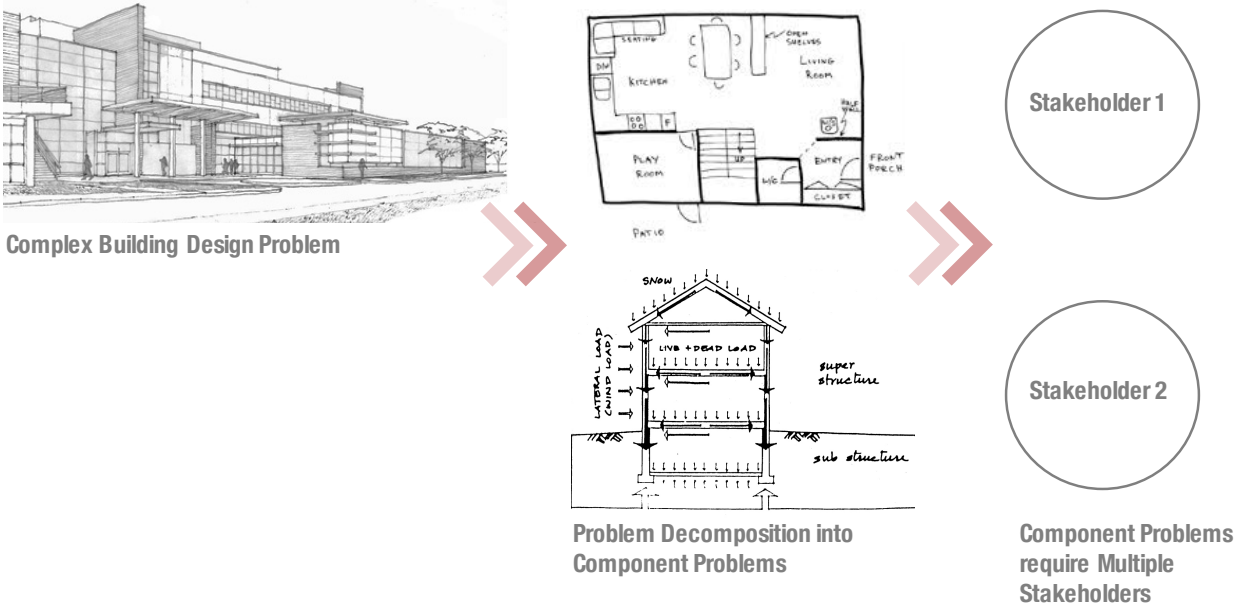 Complex Building Design Problem
SEATING
OPEN
SHELVES
D/W
KITCHEN
LIVING
ROOM
HALF
WALL
F
PLAY
ROOM
UP
W/C
ENTRY
FRONT
PORCH
CLOSET
PATIO
SNOW
LIVE + DEAD LOAD
LATERAL LOAD
(WIND LOAD)
super
structure
sub structure
Problem Decomposition into
Component Problems
Stakeholder 1
Stakeholder 2
Component Problems
require Multiple
Stakeholders